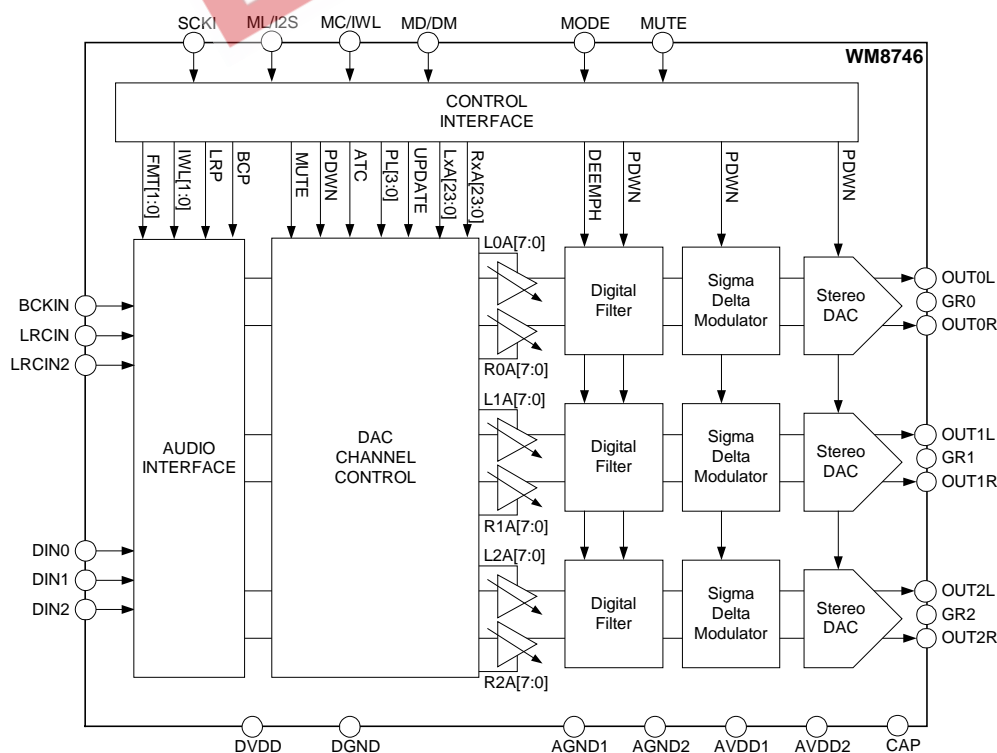 SCKI ML/I2S MC/IWL MD/DM MODE MUTE
WM8746
CONTROL
INTERFACE
FMT[1:0]
IWL[1:0]
LRP
BCP
MUTE
PDWN
ATC
PL[3:0]
UPDATE
LxA[23:0]
RxA[23:0]
DEEMPH
PDWN
PDWN
PDWN
BCKIN
LRCIN
LRCIN2
DIN0
DIN1
DIN2
AUDIO
INTERFACE
DAC
CHANNEL
CONTROL
L0A[7:0]
R0A[7:0]
L1A[7:0]
R1A[7:0]
L2A[7:0]
R2A[7:0]
Digital
Filter
Sigma
Delta
Modulator
Stereo
DAC
OUT0L
GR0
OUT0R
Digital
Filter
Sigma
Delta
Modulator
Stereo
DAC
OUT1L
GR1
OUT1R
Digital
Filter
Sigma
Delta
Modulator
Stereo
DAC
OUT2L
GR2
OUT2R
DVDD DGND AGND1 AGND2 AVDD1 AVDD2 CAP